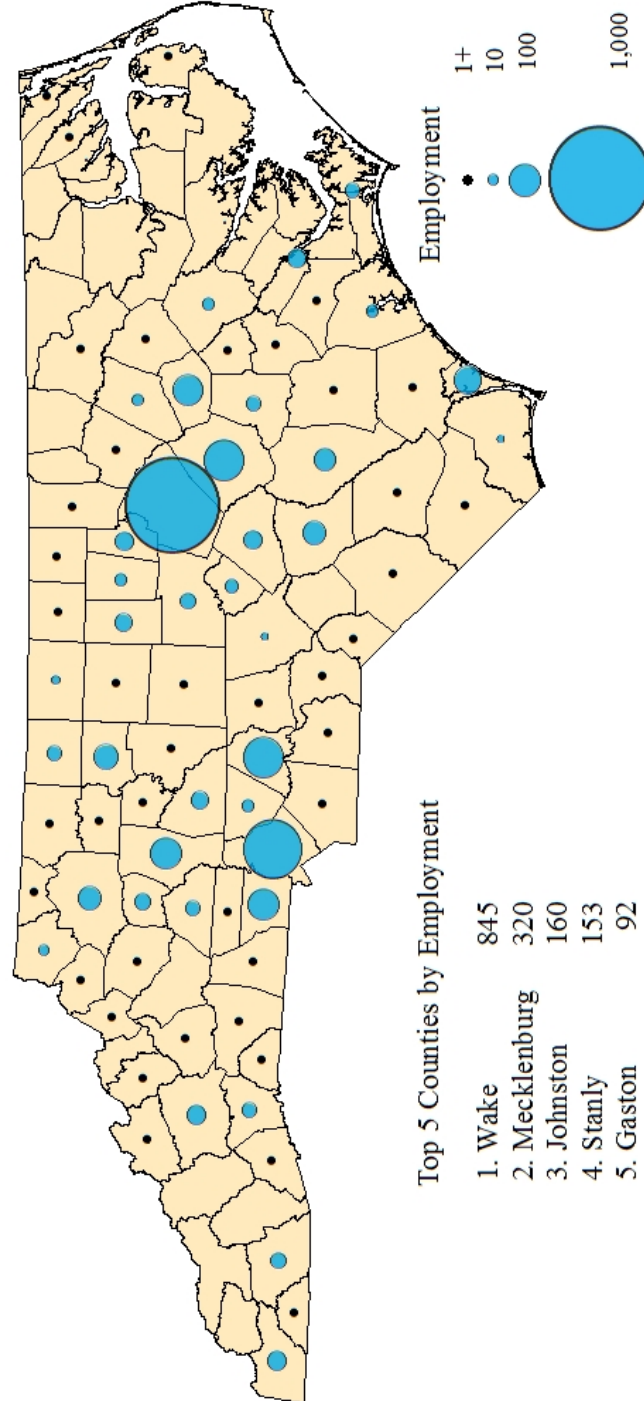 Top 5 Counties by Employment
1. Wake 845
2. Mecklenburg 320
3. Johnston 160
4. Stanly 153
5. Gaston 92
Employment
1+
10
100
1,000